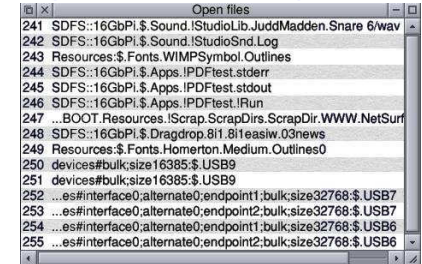 Open files
241 SDFS::16GbPi.$.Sound.!StudioLib.JuddMadden.Snare 6/wav
242 SDFS::16GbPi.$.Sound.!StudioSnd.Log
243 Resources:$.Fonts.WIMPSymbol.Outlines
244 SDFS::16GbPi.$.Apps.!PDFtest.stderr
245 SDFS::16GbPi.$.Apps.!PDFtest.stdout
246 SDFS::16GbPi.$.Apps.!PDFtest.!Run
247 ...BOOT.Resources.!Scrap.ScrapDirs.ScrapDir.WWW.NetSurf
248 SDFS::16GbPi.$.Dragdrop.8i1.8i1easiw.03news
249 Resources:$.Fonts.Homerton.Medium.Outlines0
250 devices#bulk;size16385:$.USB9
251 devices#bulk;size16385:$.USB9
252 ...es#interface0;alternate0;endpoint1;bulk;size32768:$.USB7
253 ...es#interface0;alternate0;endpoint2;bulk;size32768:$.USB7
254 ...es#interface0;alternate0;endpoint1;bulk;size32768:$.USB6
255 ...es#interface0;alternate0;endpoint2;bulk;size32768:$.USB6